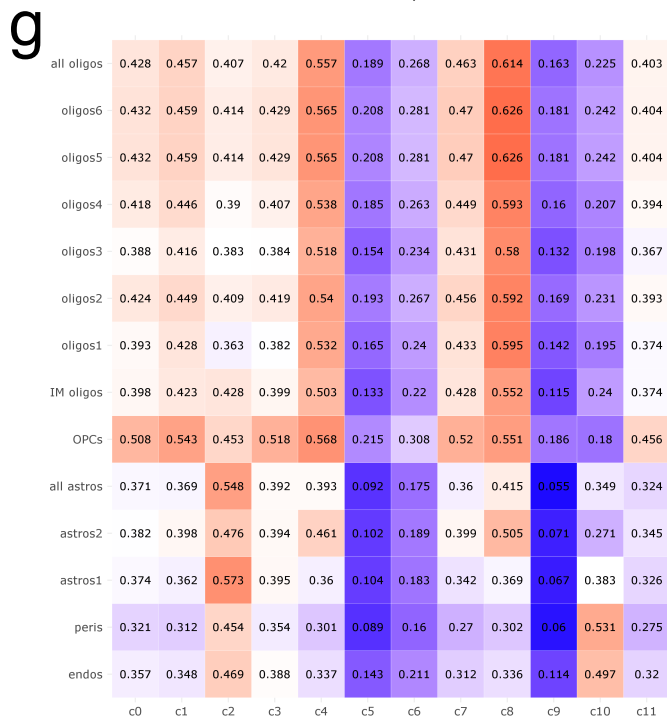 g
all oligos 0.428 0.457 0.407 0.42 0.557 0.189 0.268 0.463 0.614 0.163 0.225 0.403
oligos6 0.432 0.459 0.414 0.429 0.565 0.208 0.281 0.47 0.626 0.181 0.242 0.404
oligos5 0.432 0.459 0.414 0.429 0.565 0.208 0.281 0.47 0.626 0.181 0.242 0.404
oligos4 0.418 0.446 0.39 0.407 0.538 0.185 0.263 0.449 0.593 0.16 0.207 0.394
oligos3 0.388 0.416 0.383 0.384 0.518 0.154 0.234 0.431 0.58 0.132 0.198 0.367
oligos2 0.424 0.449 0.409 0.419 0.54 0.193 0.267 0.456 0.592 0.169 0.231 0.393
oligos1 0.393 0.428 0.363 0.382 0.532 0.165 0.24 0.433 0.595 0.142 0.195 0.374
IM oligos 0.398 0.423 0.428 0.399 0.503 0.133 0.22 0.428 0.552 0.115 0.24 0.374
OPCs 0.508 0.543 0.453 0.518 0.568 0.215 0.308 0.52 0.551 0.186 0.18 0.456
all astros 0.371 0.369 0.548 0.392 0.393 0.092 0.175 0.36 0.415 0.055 0.349 0.324
astros2 0.382 0.398 0.476 0.394 0.461 0.102 0.189 0.399 0.505 0.071 0.271 0.345
astros1 0.374 0.362 0.573 0.395 0.36 0.104 0.183 0.342 0.369 0.067 0.383 0.326
peris 0.321 0.312 0.454 0.354 0.301 0.089 0.16 0.27 0.302 0.06 0.531 0.275
endos 0.357 0.348 0.469 0.388 0.337 0.143 0.211 0.312 0.336 0.114 0.497 0.32
c0 c1 c2 c3 c4 c5 c6 c7 c8 c9 c10 c11